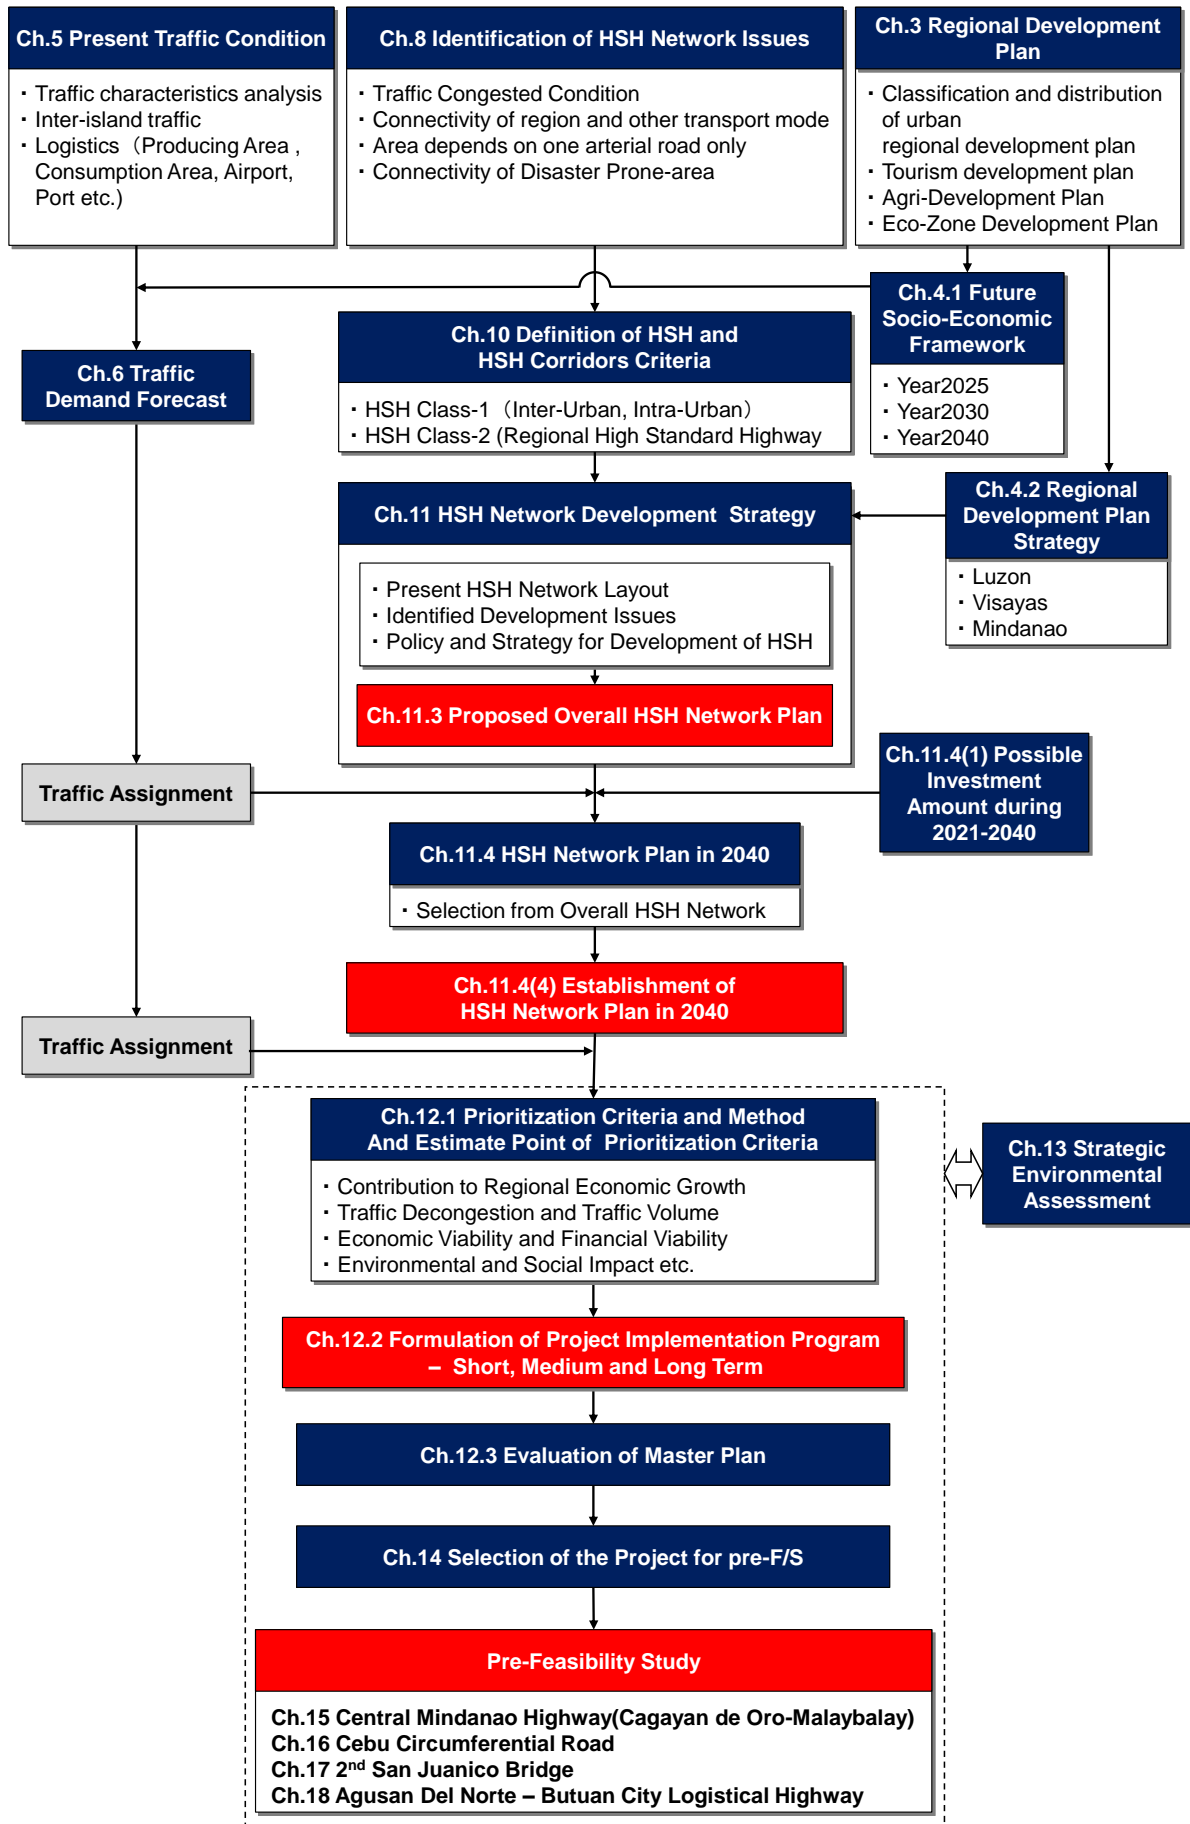 Ch.5 Present Traffic Condition
・Traffic characteristics analysis
・Inter-island traffic
・Logistics（Producing Area ,
Consumption Area, Airport,
Port etc.)
Ch.8 Identification of HSH Network Issues
・Traffic Congested Condition
・Connectivity of region and other transport mode
・Area depends on one arterial road only
・Connectivity of Disaster Prone-area
Ch.3 Regional Development
Plan
・Classification and distribution
of urban
regional development plan
・Tourism development plan
・Agri-Development Plan
・Eco-Zone Development Plan
Ch.4.1 Future
Socio-Economic
Framework
・Year2025
・Year2030
・Year2040
Ch.10 Definition of HSH and
HSH Corridors Criteria
・HSH Class-1（Inter-Urban, Intra-Urban）
・HSH Class-2 (Regional High Standard Highway
Ch.6 Traffic
Demand Forecast
Ch.4.2 Regional
Development Plan
Strategy
・Luzon
・Visayas
・Mindanao
Ch.11 HSH Network Development Strategy
・Present HSH Network Layout
・Identified Development Issues
・Policy and Strategy for Development of HSH
Ch.11.3 Proposed Overall HSH Network Plan
Ch.11.4(1) Possible
Investment
Amount during
2021-2040
Traffic Assignment
Ch.11.4 HSH Network Plan in 2040
・Selection from Overall HSH Network
Ch.11.4(4) Establishment of
HSH Network Plan in 2040
Traffic Assignment
Ch.12.1 Prioritization Criteria and Method
And Estimate Point of Prioritization Criteria
・Contribution to Regional Economic Growth
・Traffic Decongestion and Traffic Volume
・Economic Viability and Financial Viability
・Environmental and Social Impact etc.
Ch.13 Strategic
Environmental
Assessment
Ch.12.2 Formulation of Project Implementation Program
– Short, Medium and Long Term
Ch.12.3 Evaluation of Master Plan
Ch.14 Selection of the Project for pre-F/S
Pre-Feasibility Study
Ch.15 Central Mindanao Highway(Cagayan de Oro-Malaybalay)
Ch.16 Cebu Circumferential Road
Ch.17 2nd San Juanico Bridge
Ch.18 Agusan Del Norte – Butuan City Logistical Highway